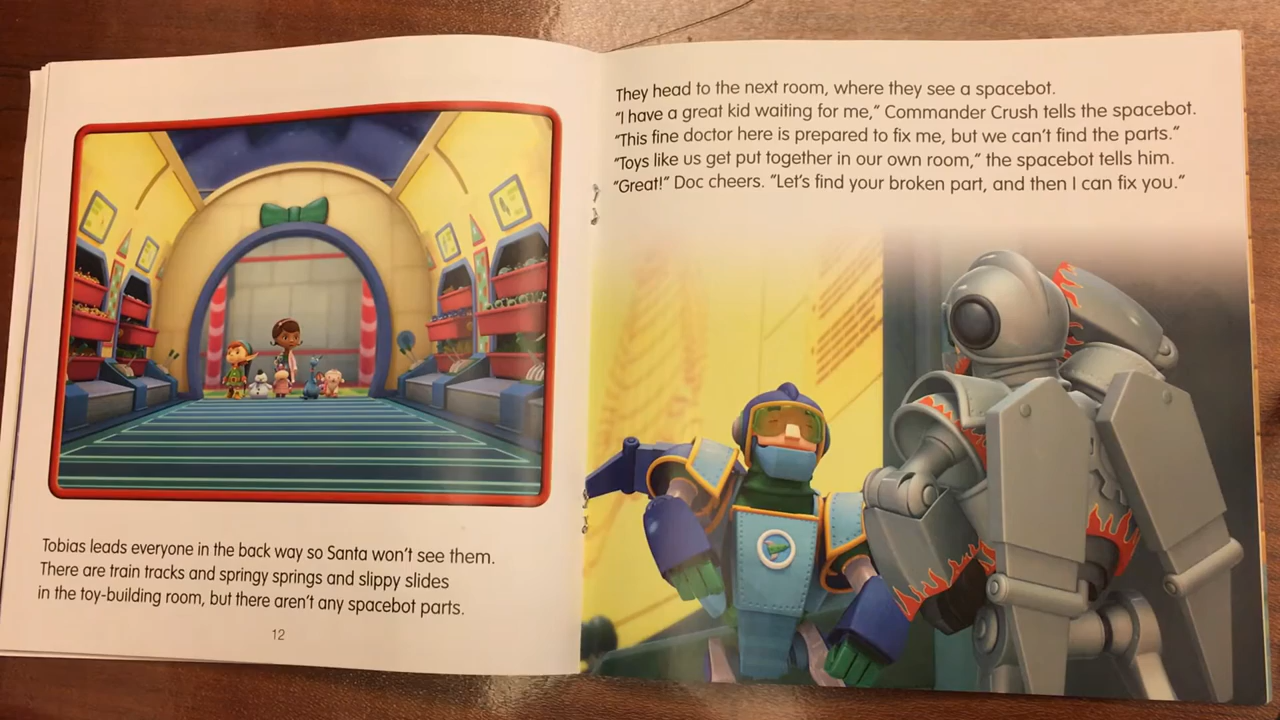 Tobias leads everyone in the back way so Santa won't see them.
There are train tracks and springy springs and slippy slides
in the toy-building room, but there aren't any spacebot parts.
12
They head to the next room, where they see a spacebot.
"I have a great kid waiting for me," Commander Crush tells the spacebot.
"This fine doctor here is prepared to fix me, but we can't find the parts."
"Toys like us get put together in our own room," the spacebot tells him.
"Great!" Doc cheers. "Let's find your broken part, and then I can fix you."